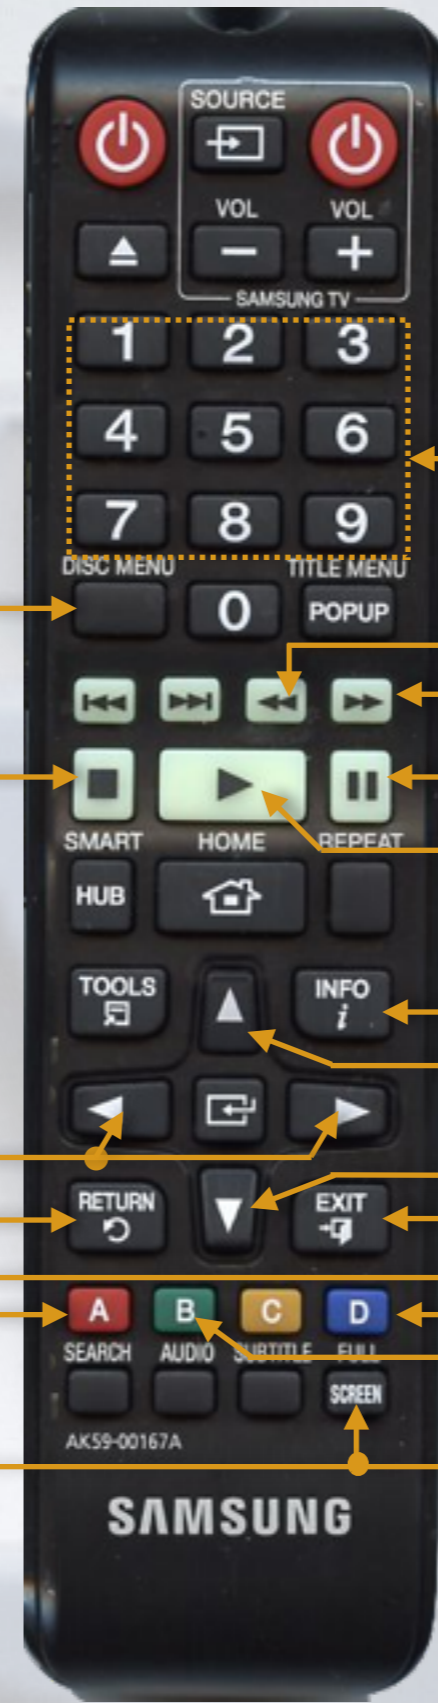 SOURCE
VOL VOL
SAMSUNG TV
1 2 3
4 5 6
7 8 9
DISC MENU TITLE MENU
0 POPUP
SMART HOME REPEAT
HUB
TOOLS INFO
i
RETURN EXIT
A B C D
SEARCH AUDIO SUBTITLE FULL
SCREEN
AK59-00167A
SAMSUNG